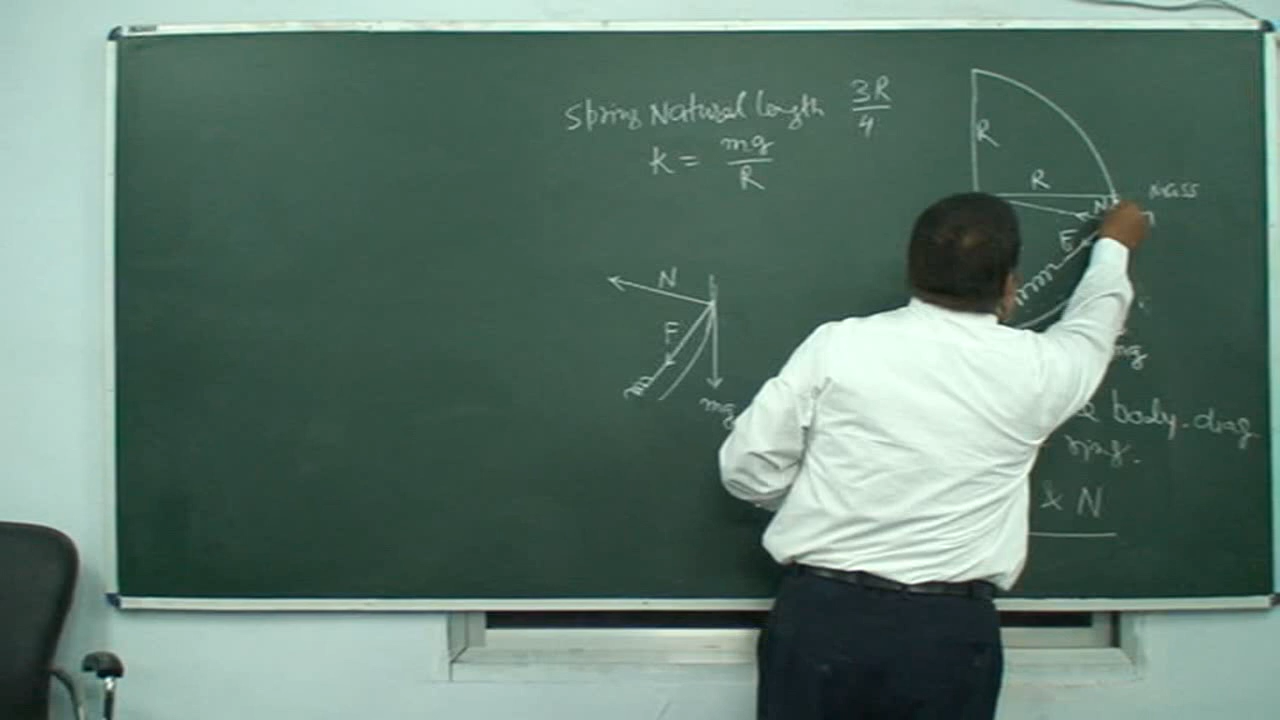 Spring Natural length 3R/4
K = mg/R
R
R
mass
N
F
mg
N
F
mg
body. diag
& N